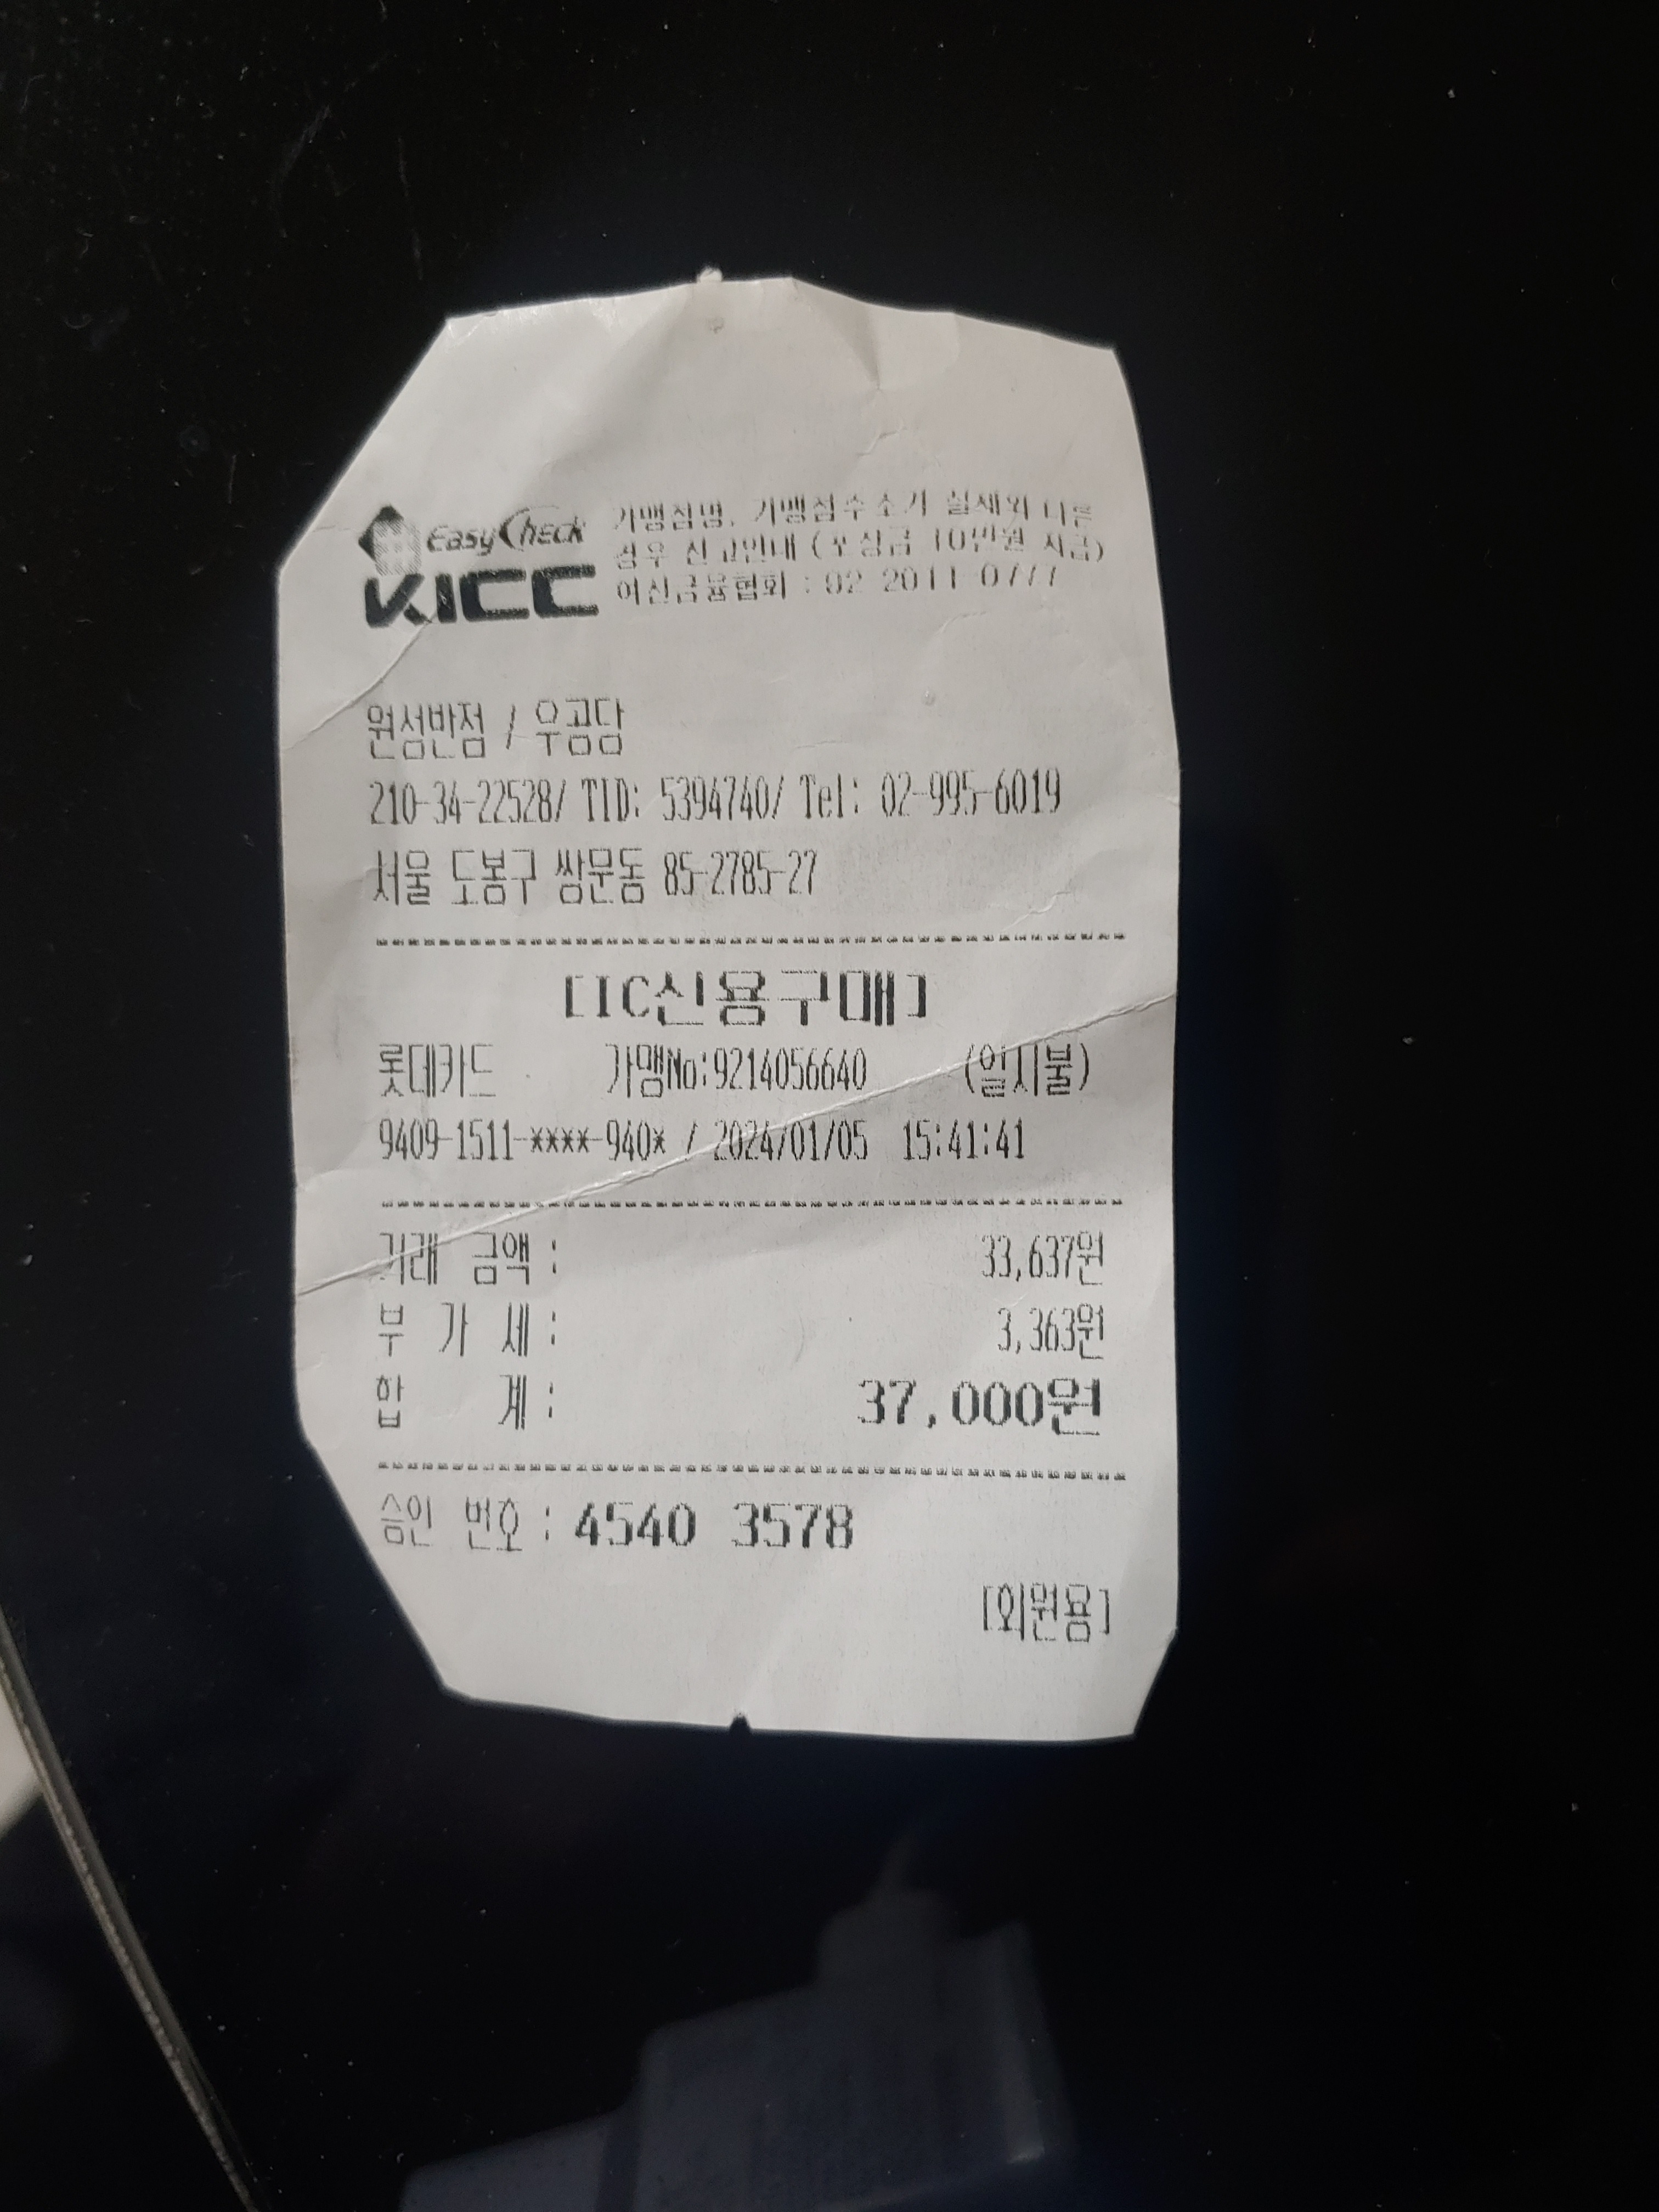 EasyCheck
KICC
가맹점명, 가맹점주소가 실제와 다른
경우 신고안내 (포상금 10만원 지급)
여신금융협회 : 02-2011-0777
원성반점 / 우공담
210-34-22528/ TID: 5394740/ Tel: 02-995-6019
서울 도봉구 쌍문동 85-2785-27
[IC신용구매]
롯데카드 가맹No:9214056640 (일시불)
9409-1511-****-940* / 2024/01/05 15:41:41
거래 금액 : 33,637원
부 가 세 : 3,363원
합 계 : 37,000원
승인 번호 : 4540 3578
[회원용]